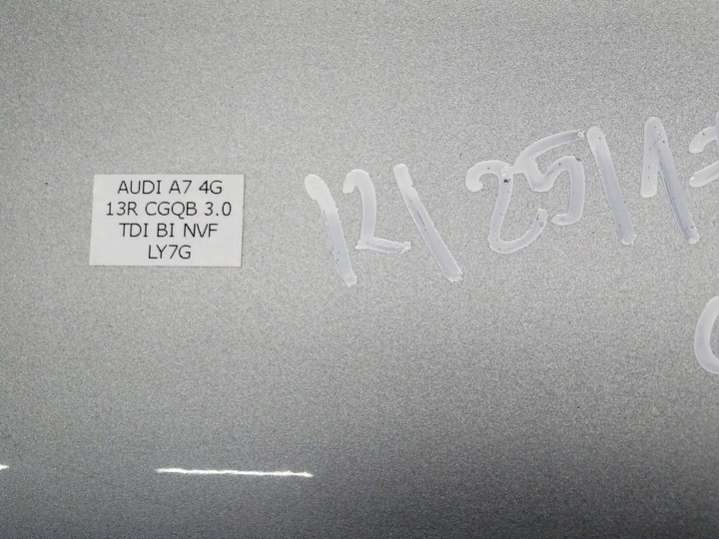 AUDI A7 4G
13R CGQB 3.0
TDI BI NVF
LY7G
12/25/1